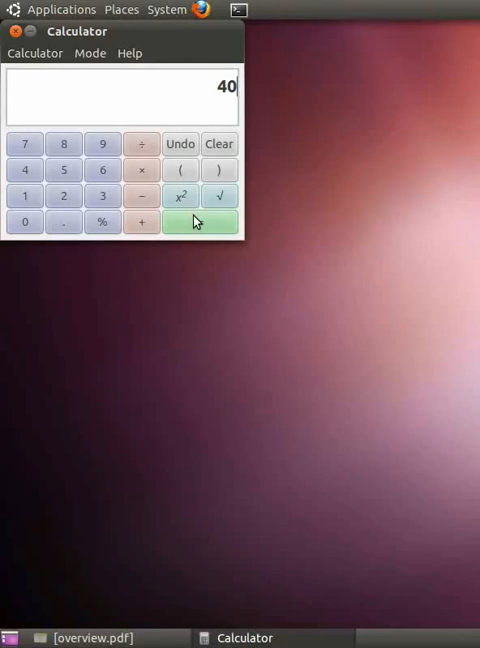 Applications Places System
Calculator
Calculator Mode Help
40
7 8 9 ÷ Undo Clear
4 5 6 × ( )
1 2 3 − x² √
0 . % +
[overview.pdf] Calculator